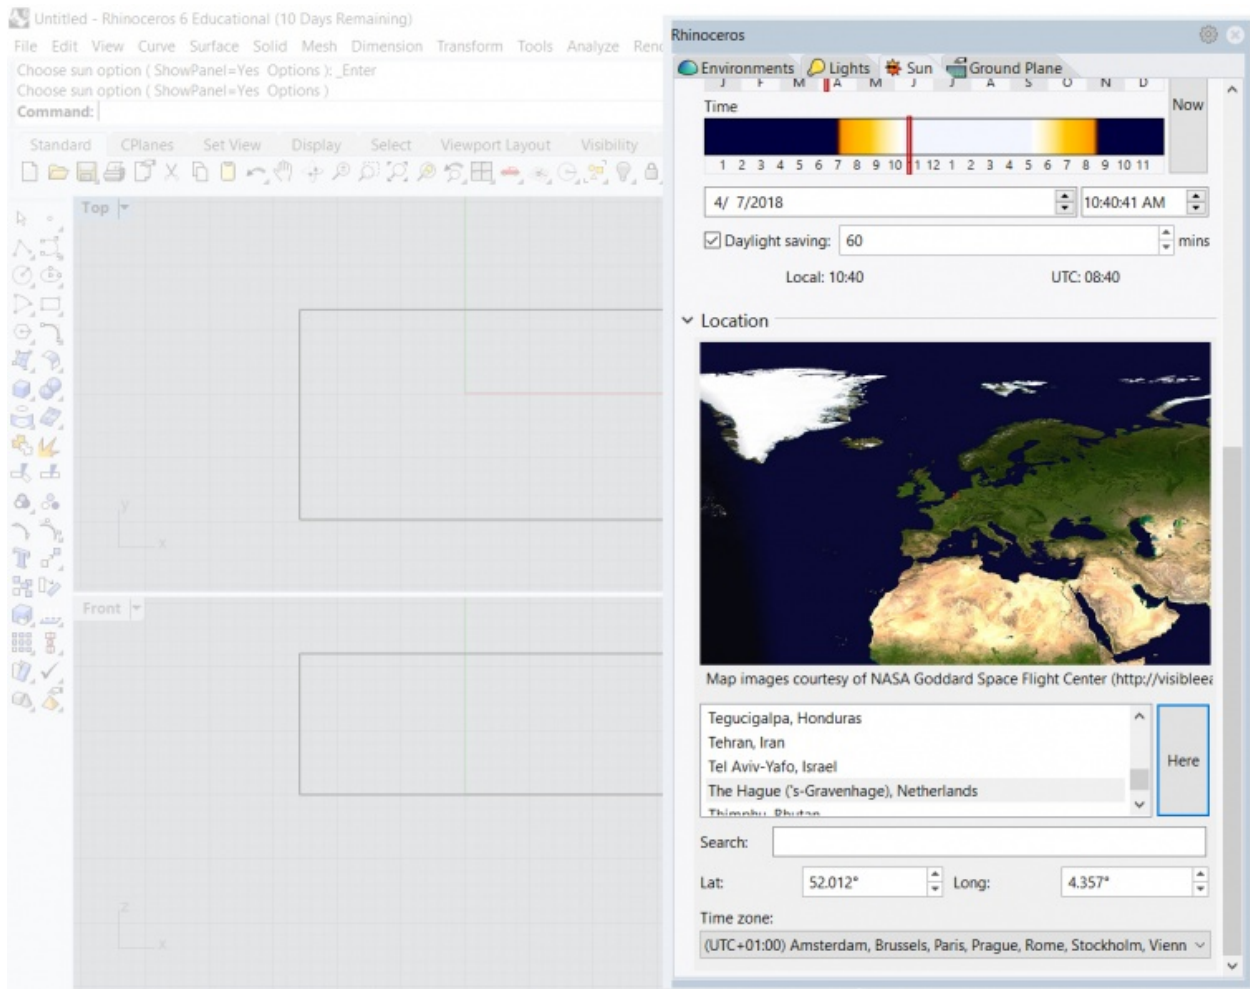 Untitled - Rhinoceros 6 Educational (10 Days Remaining)
File Edit View Curve Surface Solid Mesh Dimension Transform Tools Analyze Ren
Choose sun option ( ShowPanel=Yes Options ): _Enter
Choose sun option ( ShowPanel=Yes Options )
Command:
Standard CPlanes Set View Display Select Viewport Layout Visibility
Top
y
x
Front
z
x
Rhinoceros
Environments Lights Sun Ground Plane
J F M A M J J A S O N D
Time
Now
1 2 3 4 5 6 7 8 9 10 11 12 1 2 3 4 5 6 7 8 9 10 11
4/ 7/2018 10:40:41 AM
Daylight saving: 60 mins
Local: 10:40 UTC: 08:40
Location
Map images courtesy of NASA Goddard Space Flight Center (http://visibleea
Tegucigalpa, Honduras
Tehran, Iran
Tel Aviv-Yafo, Israel
The Hague ('s-Gravenhage), Netherlands
Thimphu, Bhutan
Here
Search:
Lat: 52.012° Long: 4.357°
Time zone:
(UTC+01:00) Amsterdam, Brussels, Paris, Prague, Rome, Stockholm, Vienn